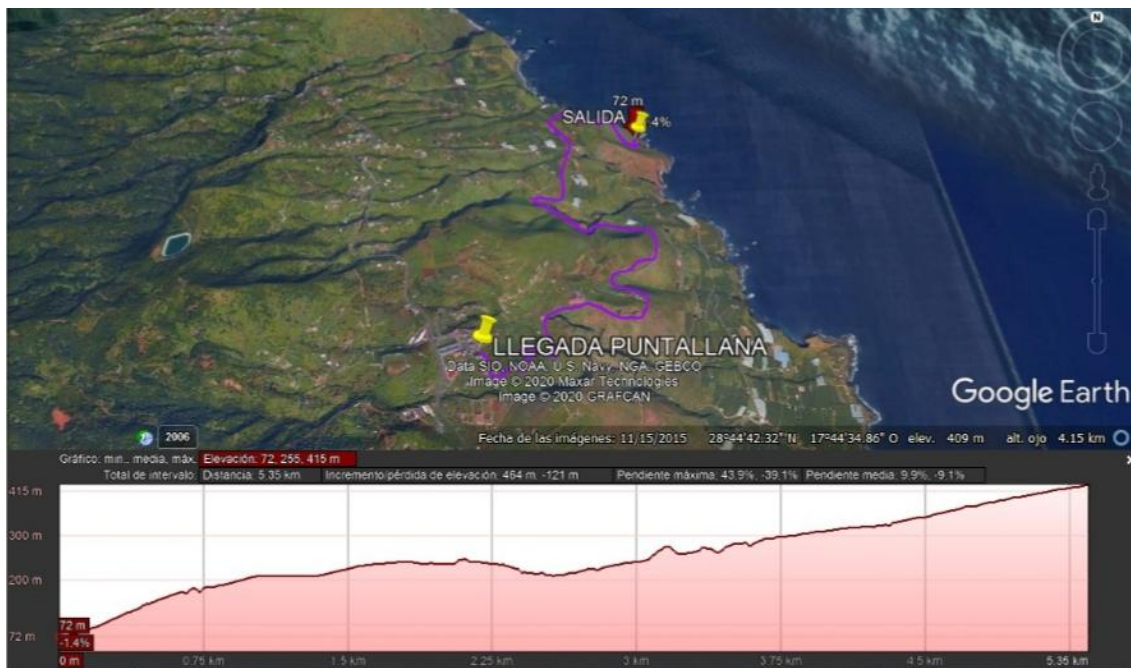 N
72 m
SALIDA
-4%
LLEGADA PUNTALLANA
Data SIO, NOAA, U.S. Navy, NGA, GEBCO
Image © 2020 Maxar Technologies
Image © 2020 GRAFCAN
Google Earth
2006
Fecha de las imágenes: 11/15/2015 28°44'42.32" N 17°44'34.86" O elev. 409 m alt. ojo 4.15 km
Gráfico: min., media, máx. Elevación: 72, 255, 415 m
Total de intervalo: Distancia: 5.35 km Incremento/pérdida de elevación: 464 m, -121 m Pendiente máxima: 43.9%, -39.1% Pendiente media: 9.9%, -9.1%
415 m
300 m
200 m
72 m
72 m
-1.4%
0 m 0.75 km 1.5 km 2.25 km 3 km 3.75 km 4.5 km 5.35 km